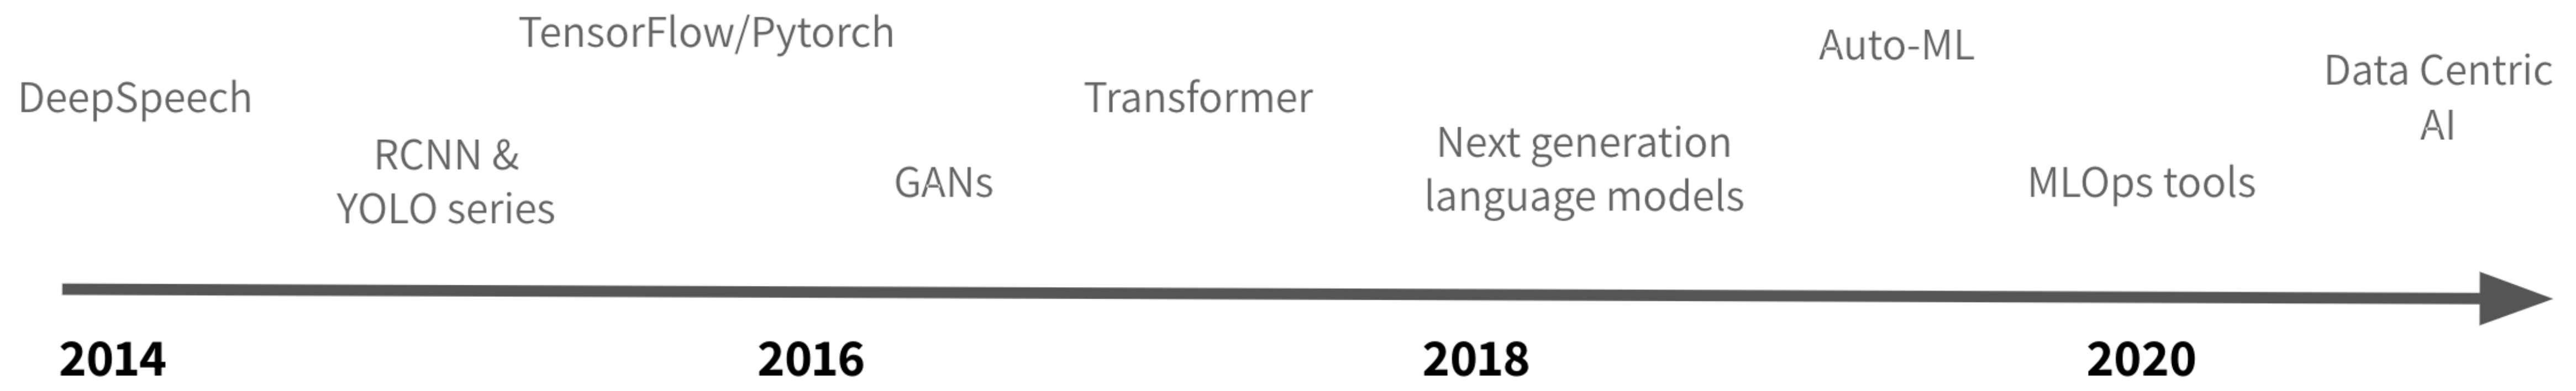 TensorFlow/Pytorch
Auto-ML
Data Centric
AI
DeepSpeech
Transformer
RCNN &
YOLO series
GANs
Next generation
language models
MLOps tools
2014
2016
2018
2020